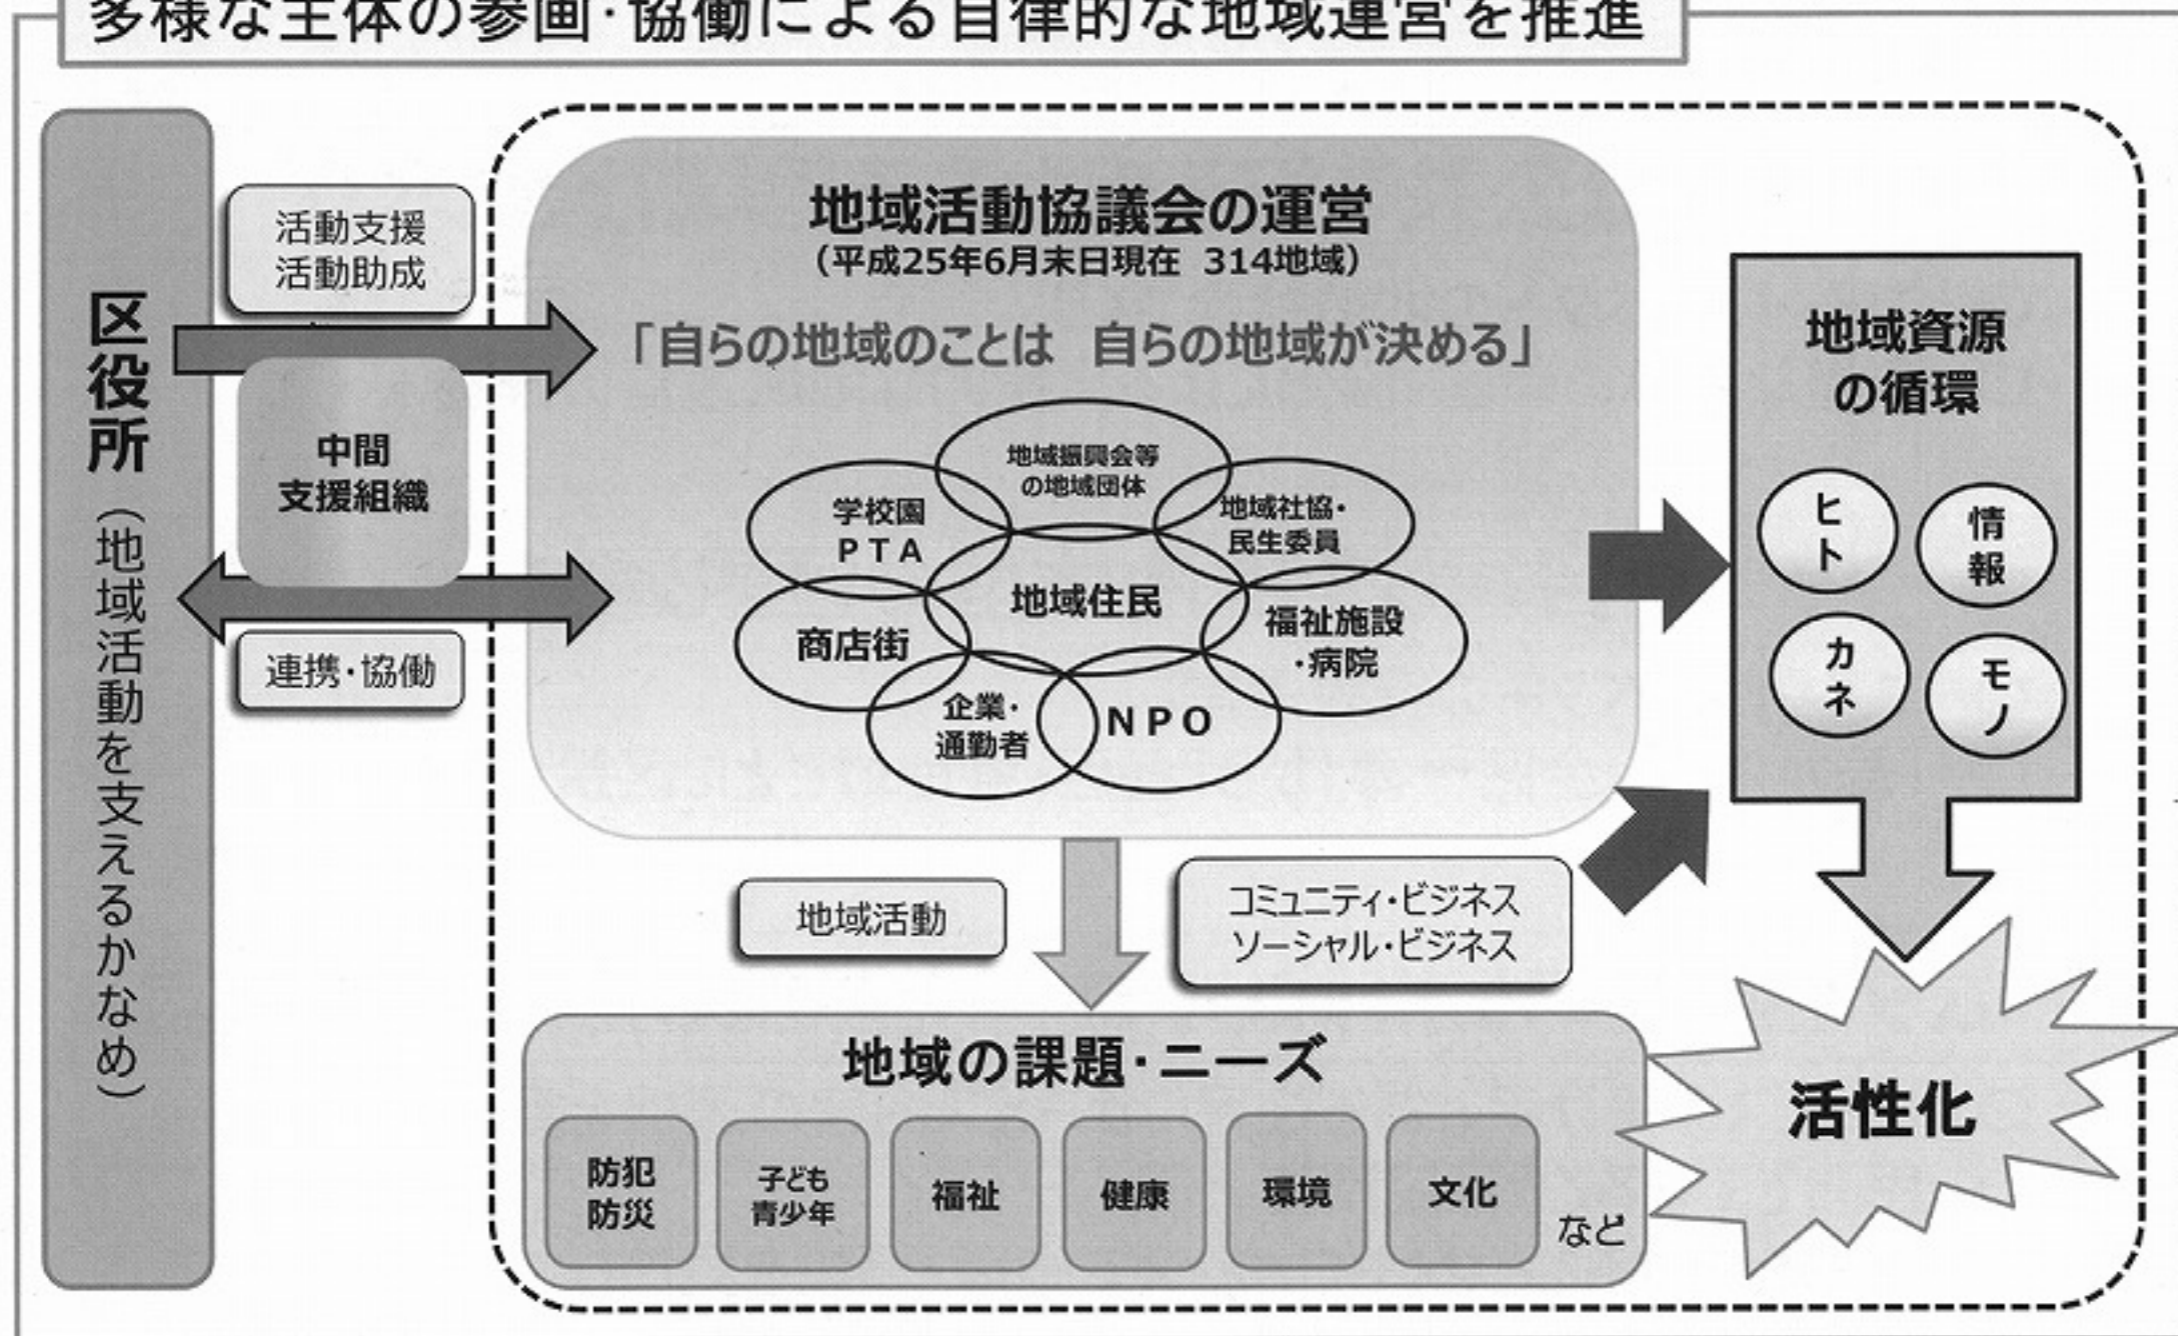 多様な主体の参画・協働による自律的な地域運営を推進
区役所(地域活動を支えるかなめ)
活動支援
活動助成
中間
支援組織
連携・協働
地域活動協議会の運営
(平成25年6月末日現在 314地域)
「自らの地域のことは 自らの地域が決める」
地域振興会等
の地域団体
学校園
PTA
地域社協・
民生委員
地域住民
商店街
福祉施設
・病院
企業・
通勤者
NPO
地域資源
の循環
ヒト
情報
カネ
モノ
地域活動
コミュニティ・ビジネス
ソーシャル・ビジネス
地域の課題・ニーズ
防犯
防災
子ども
青少年
福祉
健康
環境
文化
など
活性化